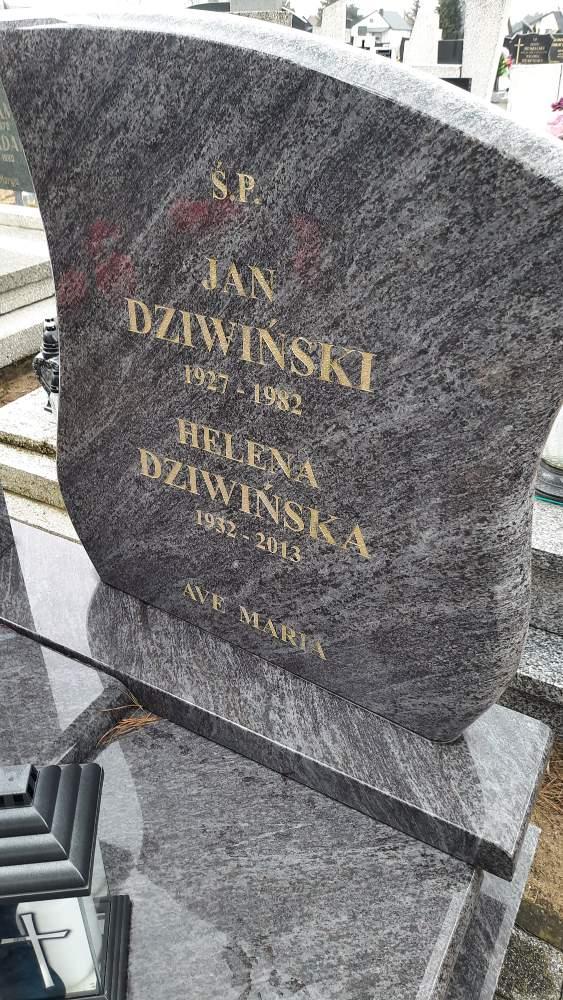 Ś.P.
JAN
DZIWIŃSKI
1927 - 1982
HELENA
DZIWIŃSKA
1932 - 2013
AVE MARIA